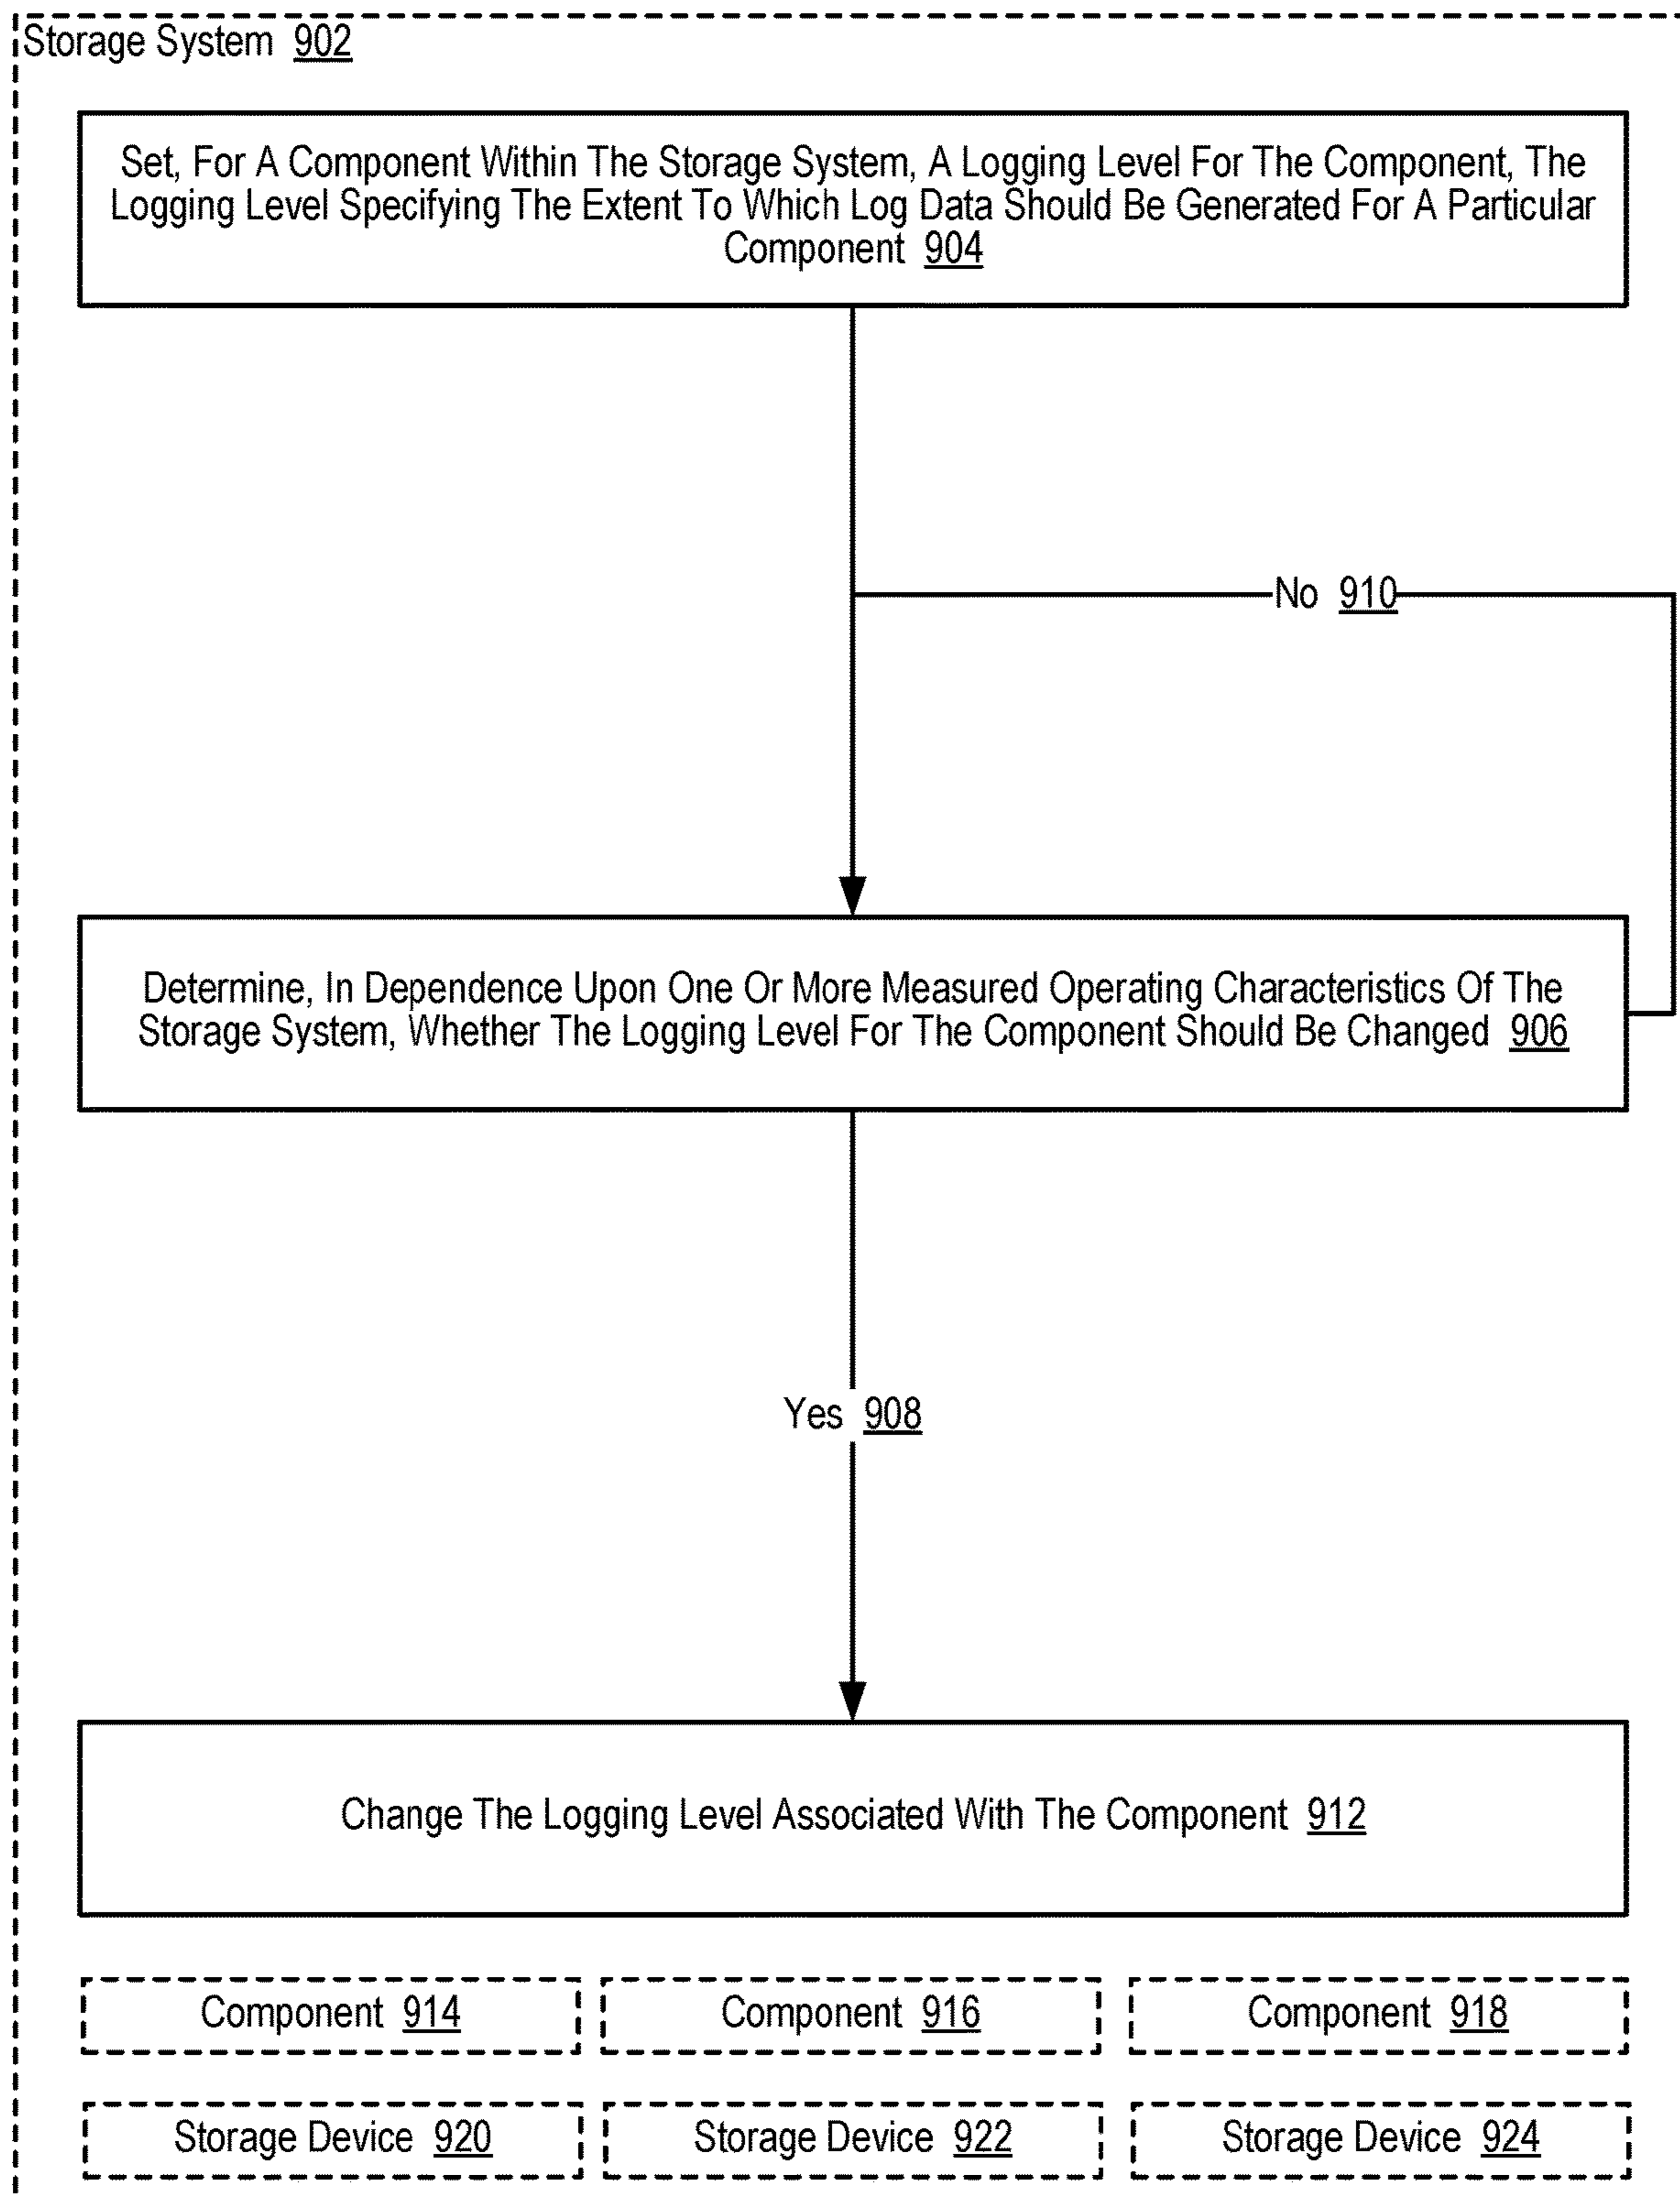 Storage System 902
Set, For A Component Within The Storage System, A Logging Level For The Component, The
Logging Level Specifying The Extent To Which Log Data Should Be Generated For A Particular
Component 904
No 910
Determine, In Dependence Upon One Or More Measured Operating Characteristics Of The
Storage System, Whether The Logging Level For The Component Should Be Changed 906
Yes 908
Change The Logging Level Associated With The Component 912
Component 914
Component 916
Component 918
Storage Device 920
Storage Device 922
Storage Device 924